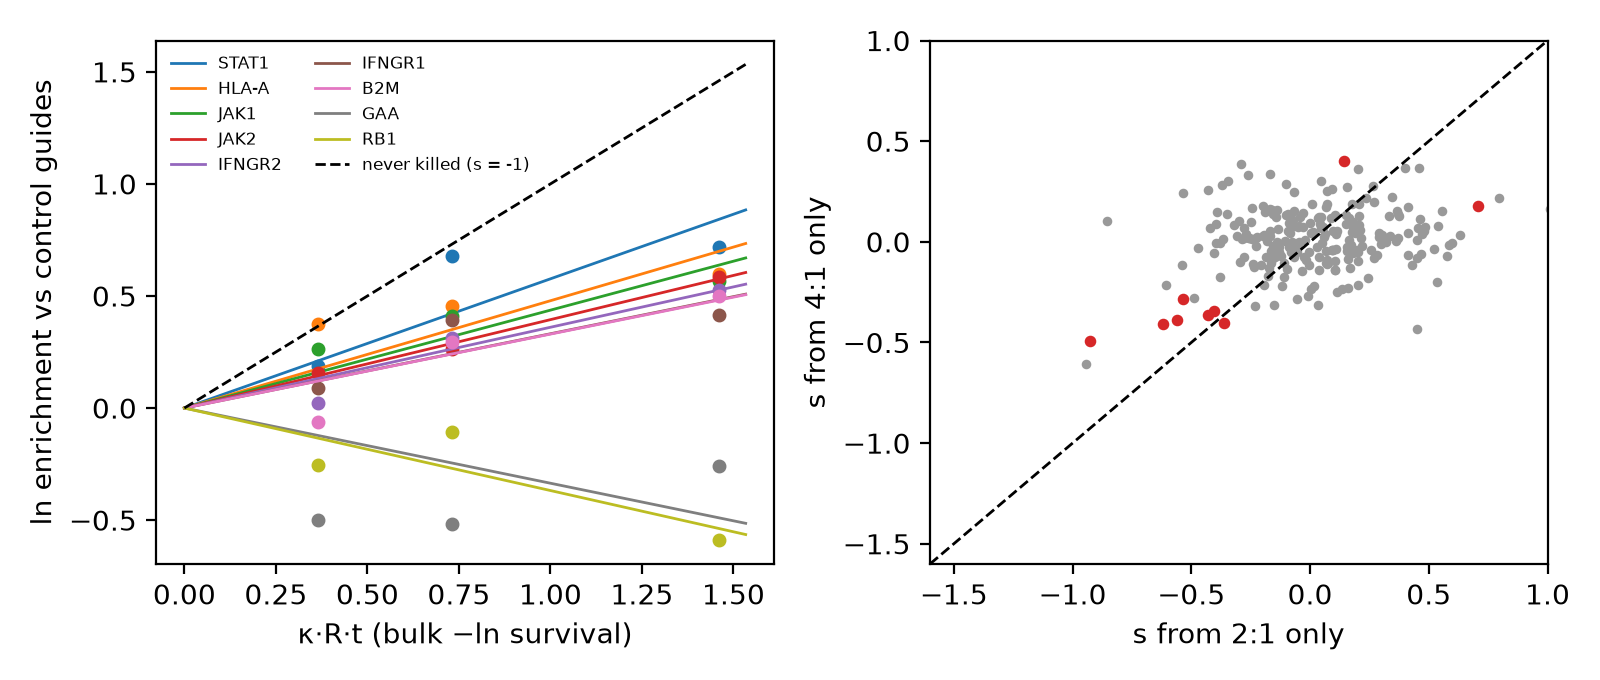 ln enrichment vs control guides
1.5
1.0
0.5
0.0
−0.5
STAT1
HLA-A
JAK1
JAK2
IFNGR2
IFNGR1
B2M
GAA
RB1
never killed (s = -1)
0.00 0.25 0.50 0.75 1.00 1.25 1.50
κ·R·t (bulk −ln survival)
s from 4:1 only
1.0
0.5
0.0
−0.5
−1.0
−1.5
−1.5 −1.0 −0.5 0.0 0.5 1.0
s from 2:1 only